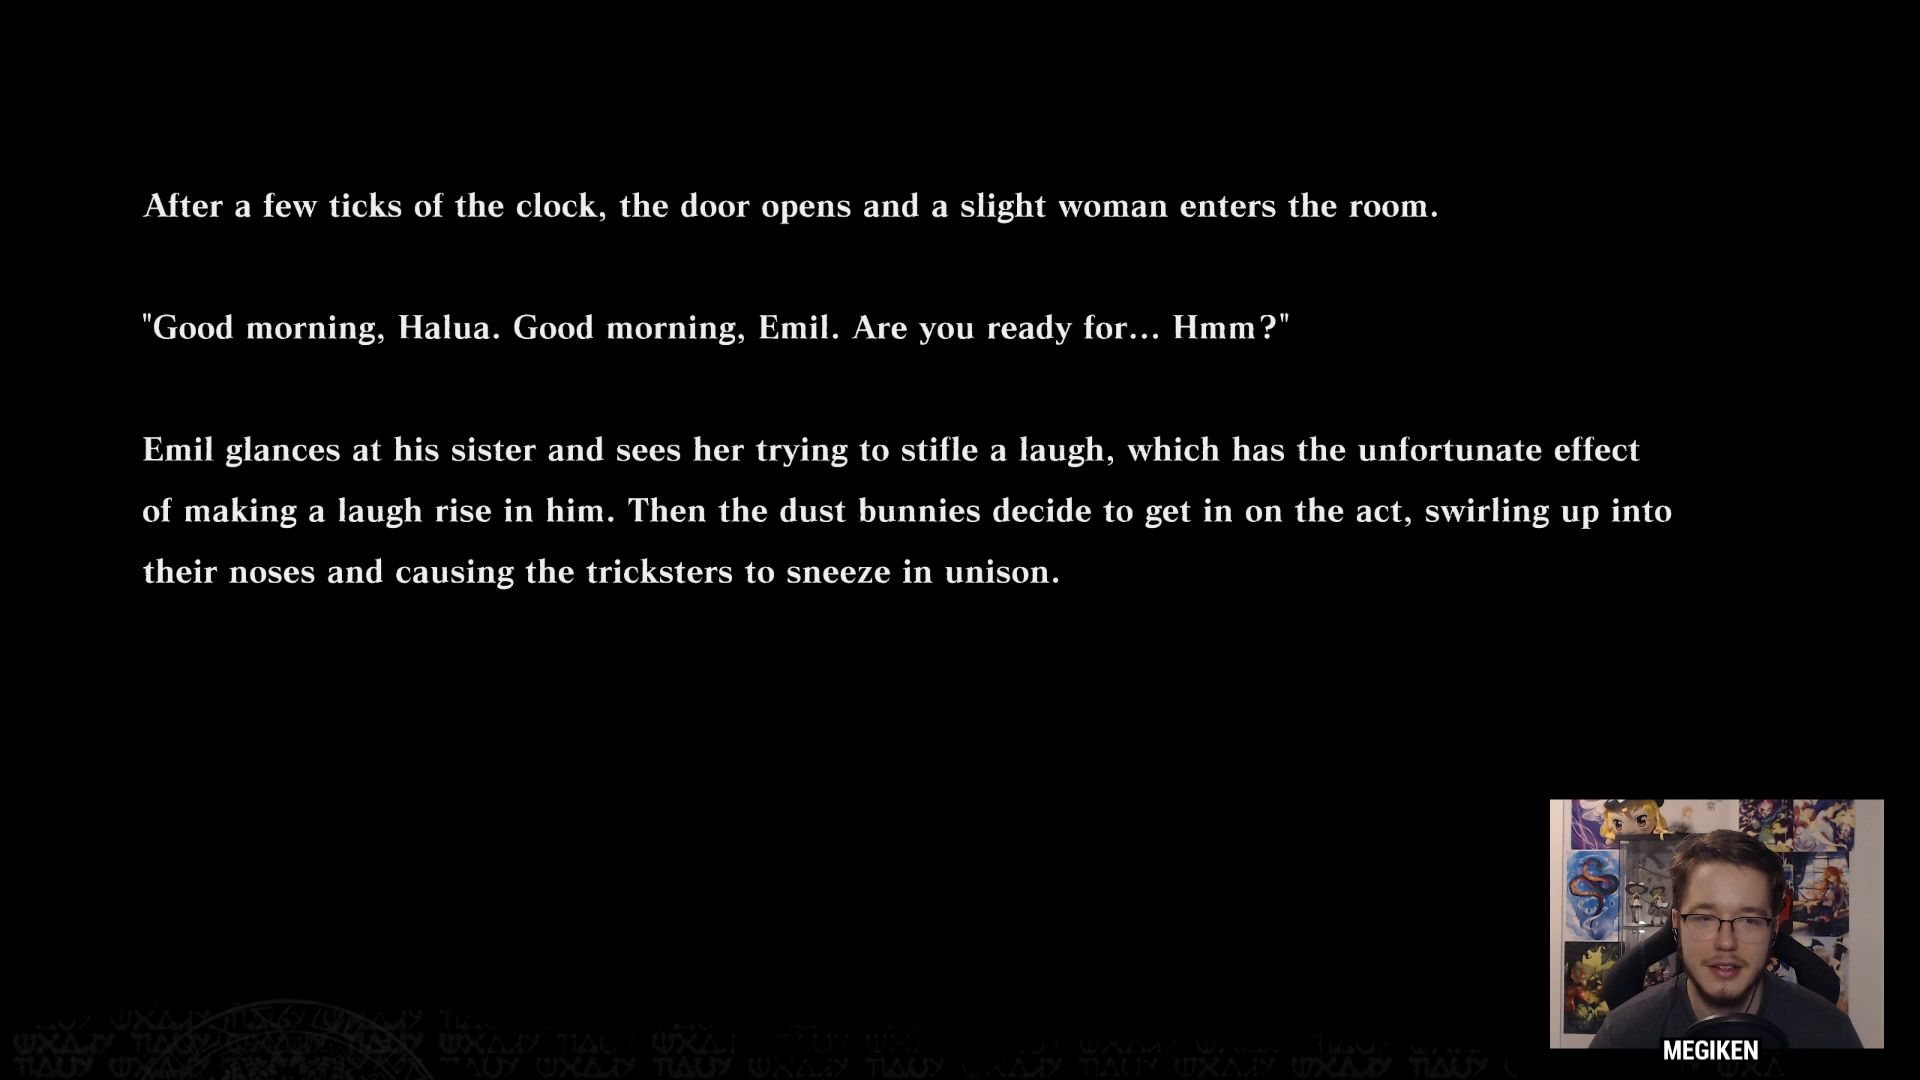 After a few ticks of the clock, the door opens and a slight woman enters the room.
"Good morning, Halua. Good morning, Emil. Are you ready for... Hmm?"
Emil glances at his sister and sees her trying to stifle a laugh, which has the unfortunate effect
of making a laugh rise in him. Then the dust bunnies decide to get in on the act, swirling up into
their noses and causing the tricksters to sneeze in unison.
MEGIKEN